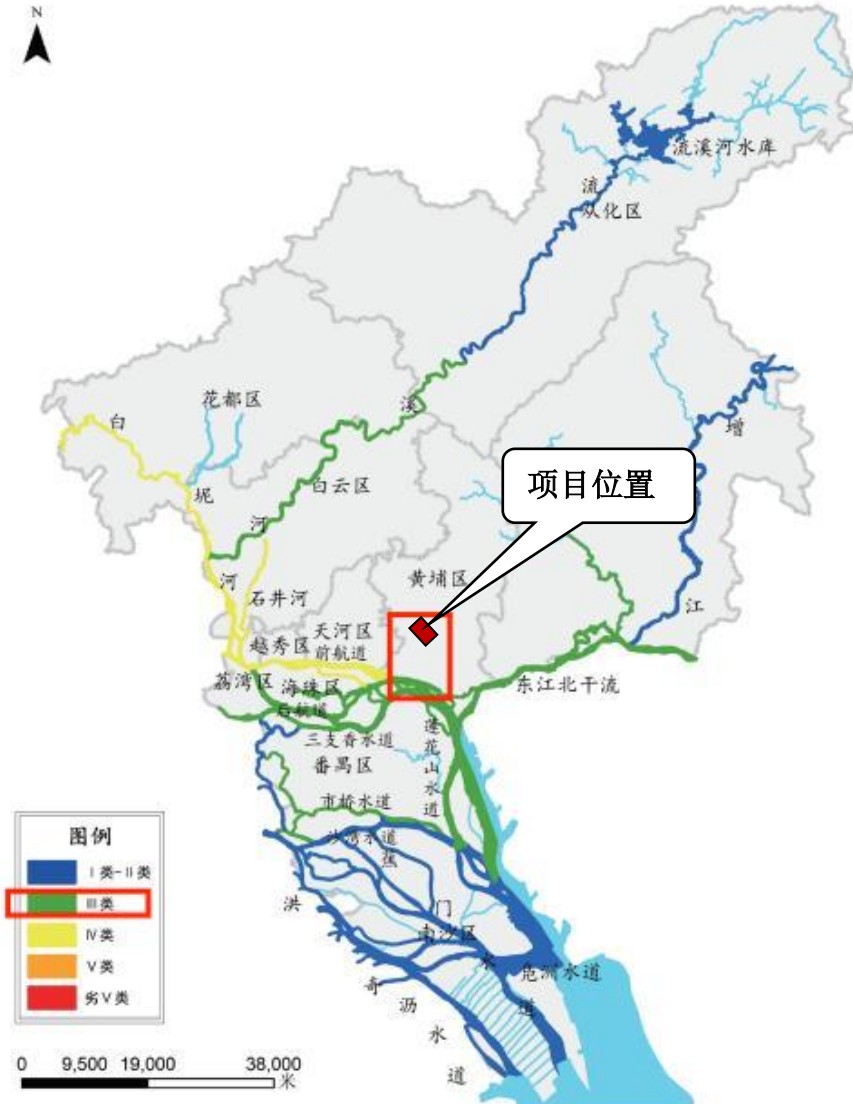 N
流溪河水库
流
从化区
花都区
溪
白
增
项目位置
白云区
坭
河
黄埔区
河
石井河
江
天河区
越秀区
前航道
荔湾区
海珠区
东江北干流
后航道
莲花山水道
三支香水道
番禺区
市桥水道
沙湾水道
蕉
图例
I类-II类
III类
IV类
V类
劣V类
洪
门
南沙区
水
凫洲水道
奇
道
沥
水
道
0 9,500 19,000 38,000
米